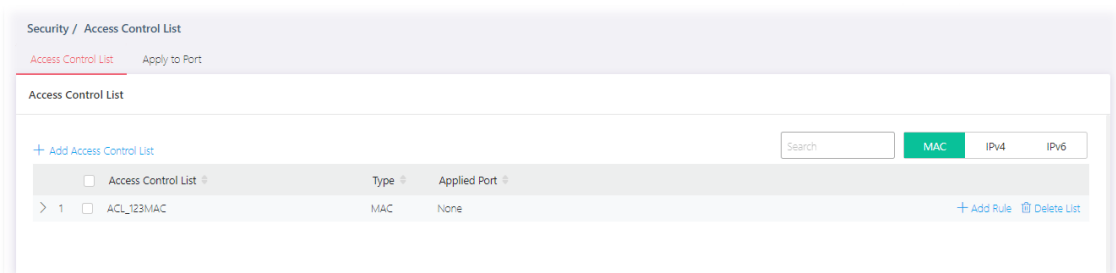 Security / Access Control List
Access Control List Apply to Port
Access Control List
+ Add Access Control List Search MAC IPv4 IPv6
Access Control List Type Applied Port
> 1 ACL_123MAC MAC None + Add Rule Delete List